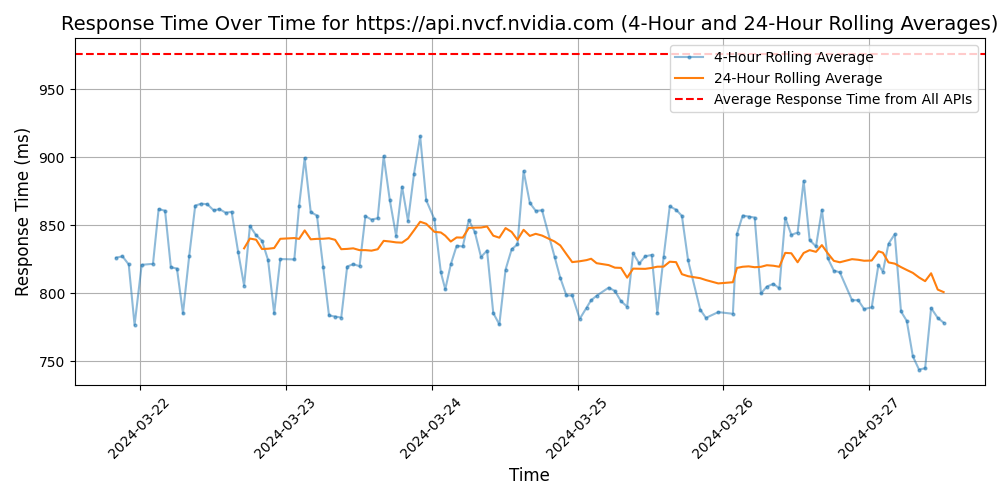 Response Time Over Time for https://api.nvcf.nvidia.com (4-Hour and 24-Hour Rolling Averages)
4-Hour Rolling Average
24-Hour Rolling Average
Average Response Time from All APIs
Response Time (ms)
950
900
850
800
750
2024-03-22
2024-03-23
2024-03-24
2024-03-25
2024-03-26
2024-03-27
Time